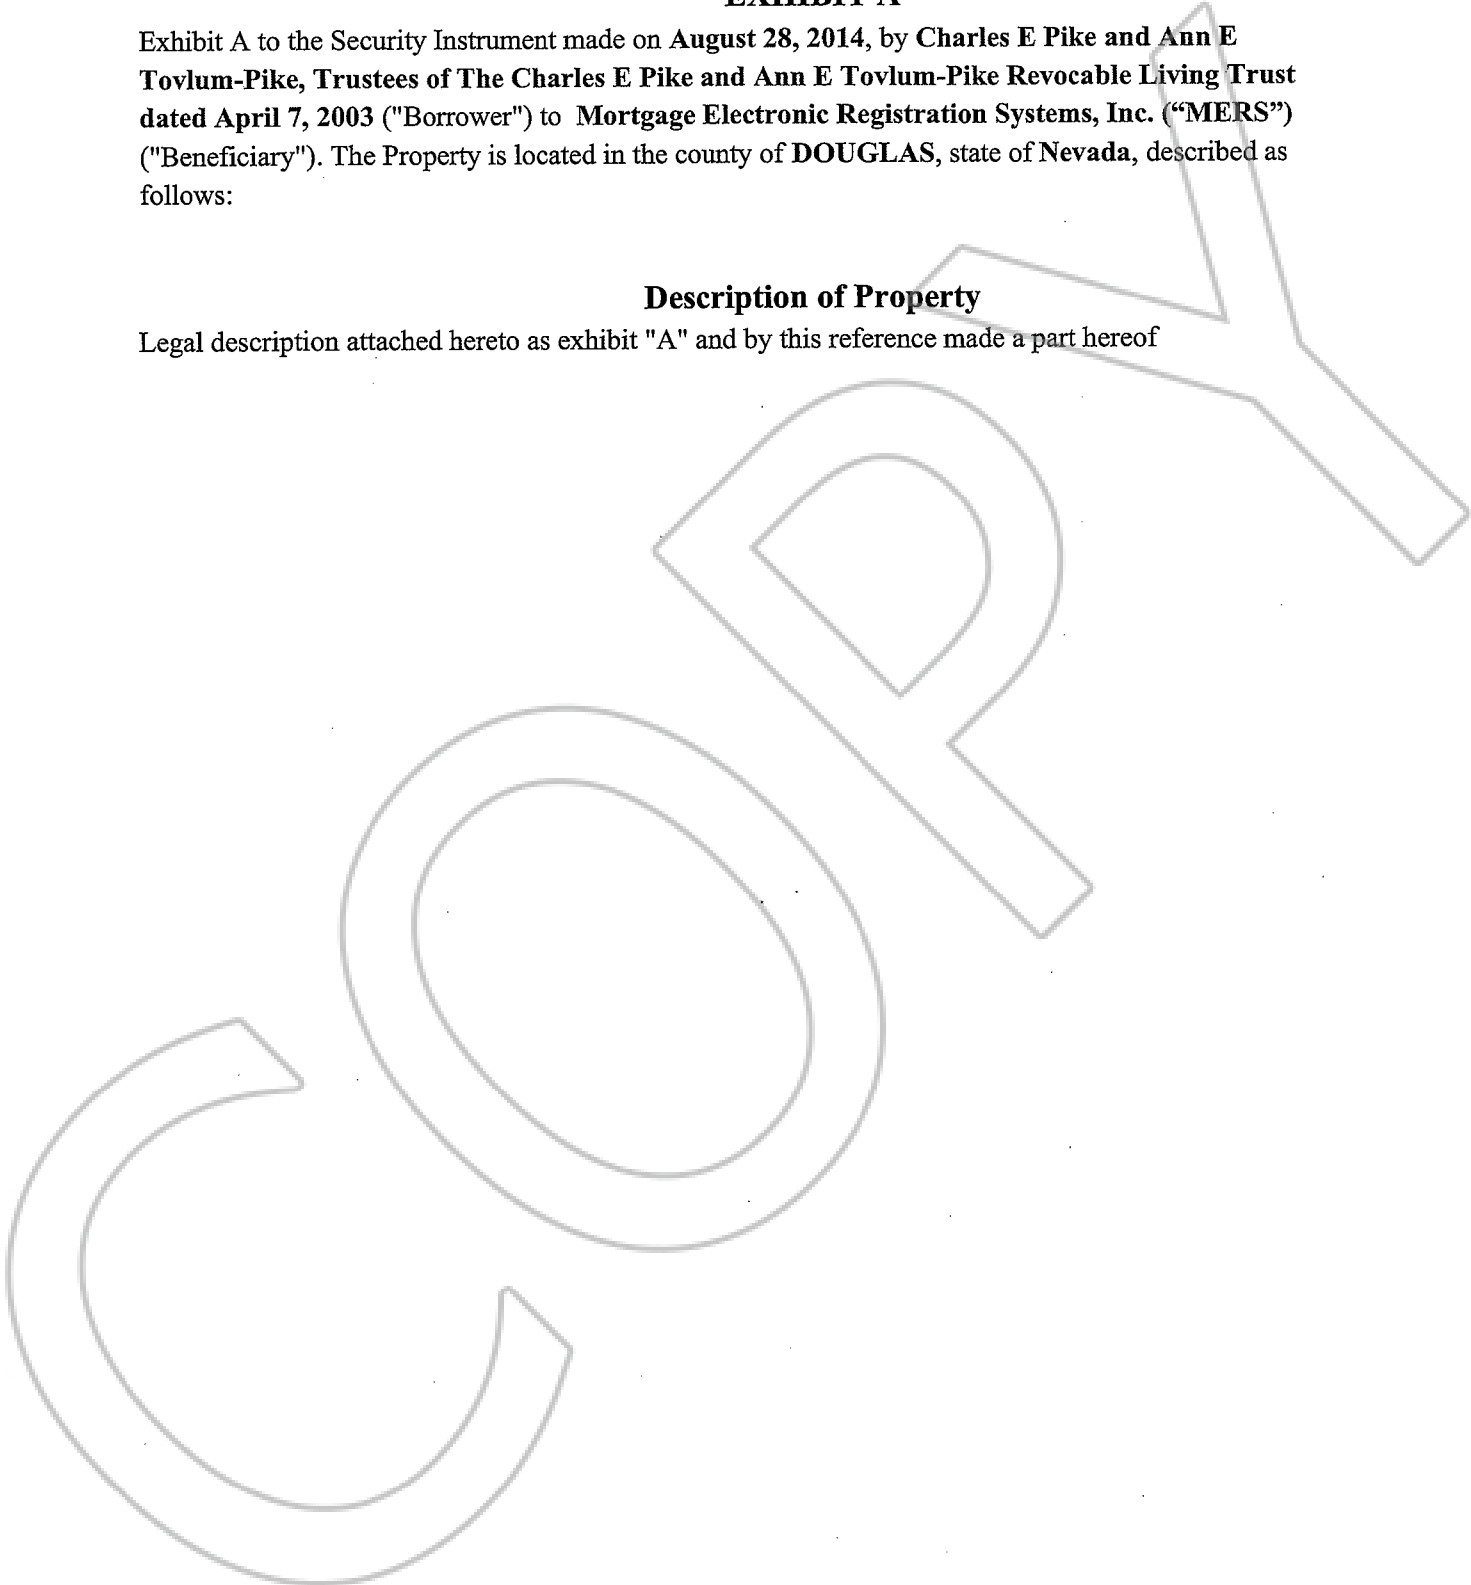 EXHIBIT A
Exhibit A to the Security Instrument made on August 28, 2014, by Charles E Pike and Ann E
Tovlum-Pike, Trustees of The Charles E Pike and Ann E Tovlum-Pike Revocable Living Trust
dated April 7, 2003 ("Borrower") to Mortgage Electronic Registration Systems, Inc. (“MERS”)
("Beneficiary"). The Property is located in the county of DOUGLAS, state of Nevada, described as
follows:
Description of Property
Legal description attached hereto as exhibit "A" and by this reference made a part hereof
COPY